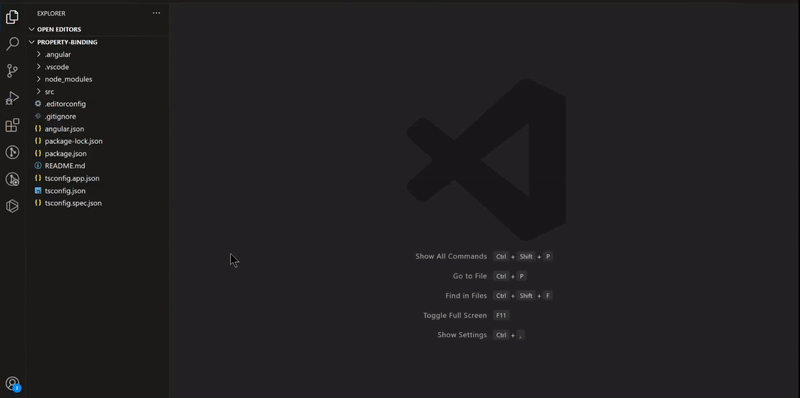 EXPLORER ...
OPEN EDITORS
PROPERTY-BINDING
.angular
.vscode
node_modules
src
.editorconfig
.gitignore
{} angular.json
{} package-lock.json
{} package.json
README.md
{} tsconfig.app.json
tsconfig.json
{} tsconfig.spec.json
Show All Commands Ctrl + Shift + P
Go to File Ctrl + P
Find in Files Ctrl + Shift + F
Toggle Full Screen F11
Show Settings Ctrl + ,